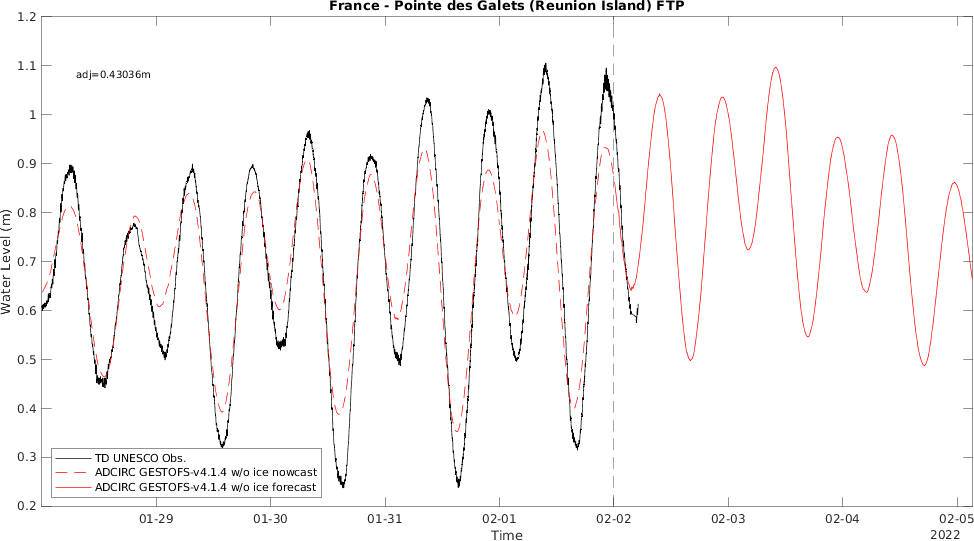 France - Pointe des Galets (Reunion Island) FTP
adj=0.43036m
1.2
1.1
1
0.9
0.8
0.7
0.6
0.5
0.4
0.3
0.2
Water Level (m)
TD UNESCO Obs.
ADCIRC GESTOFS-v4.1.4 w/o ice nowcast
ADCIRC GESTOFS-v4.1.4 w/o ice forecast
01-29 01-30 01-31 02-01 02-02 02-03 02-04 02-05
Time
2022